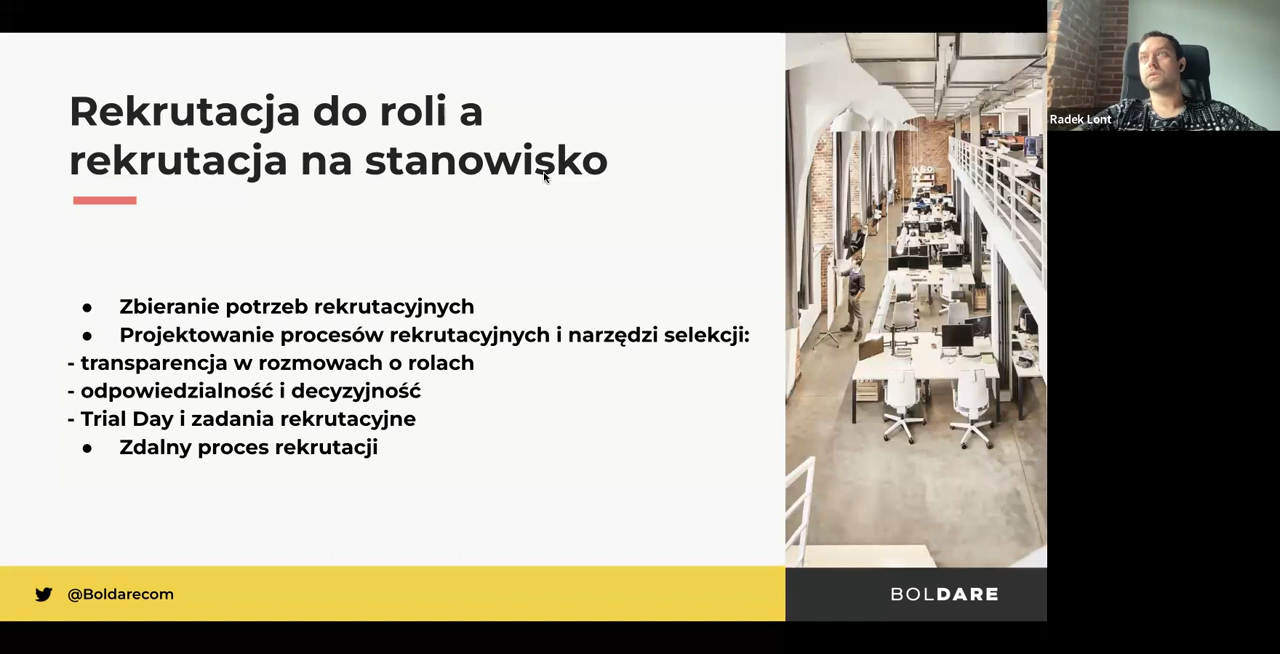 Rekrutacja do roli a
rekrutacja na stanowisko
● Zbieranie potrzeb rekrutacyjnych
● Projektowanie procesów rekrutacyjnych i narzędzi selekcji:
- transparencja w rozmowach o rolach
- odpowiedzialność i decyzyjność
- Trial Day i zadania rekrutacyjne
● Zdalny proces rekrutacji
@Boldarecom
BOLDARE
Radek Lont